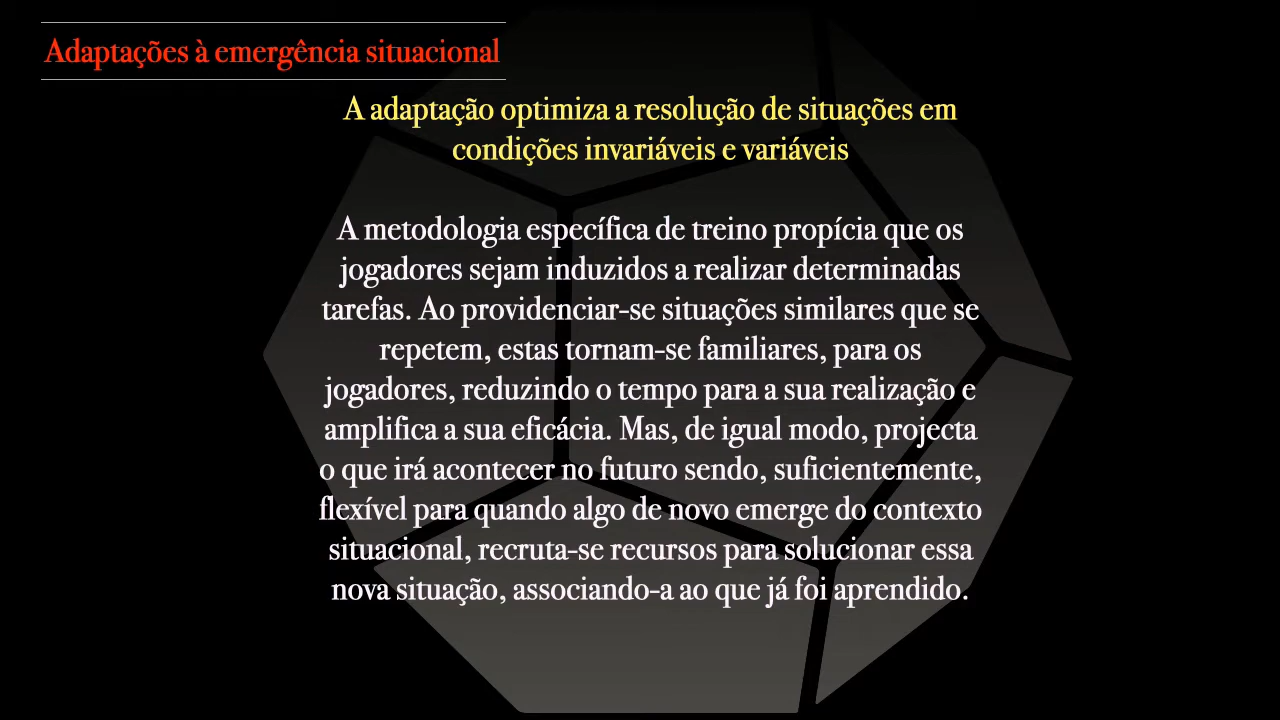 Adaptações à emergência situacional
A adaptação optimiza a resolução de situações em
condições invariáveis e variáveis
A metodologia específica de treino propícia que os
jogadores sejam induzidos a realizar determinadas
tarefas. Ao providenciar-se situações similares que se
repetem, estas tornam-se familiares, para os
jogadores, reduzindo o tempo para a sua realização e
amplifica a sua eficácia. Mas, de igual modo, projecta
o que irá acontecer no futuro sendo, suficientemente,
flexível para quando algo de novo emerge do contexto
situacional, recruta-se recursos para solucionar essa
nova situação, associando-a ao que já foi aprendido.